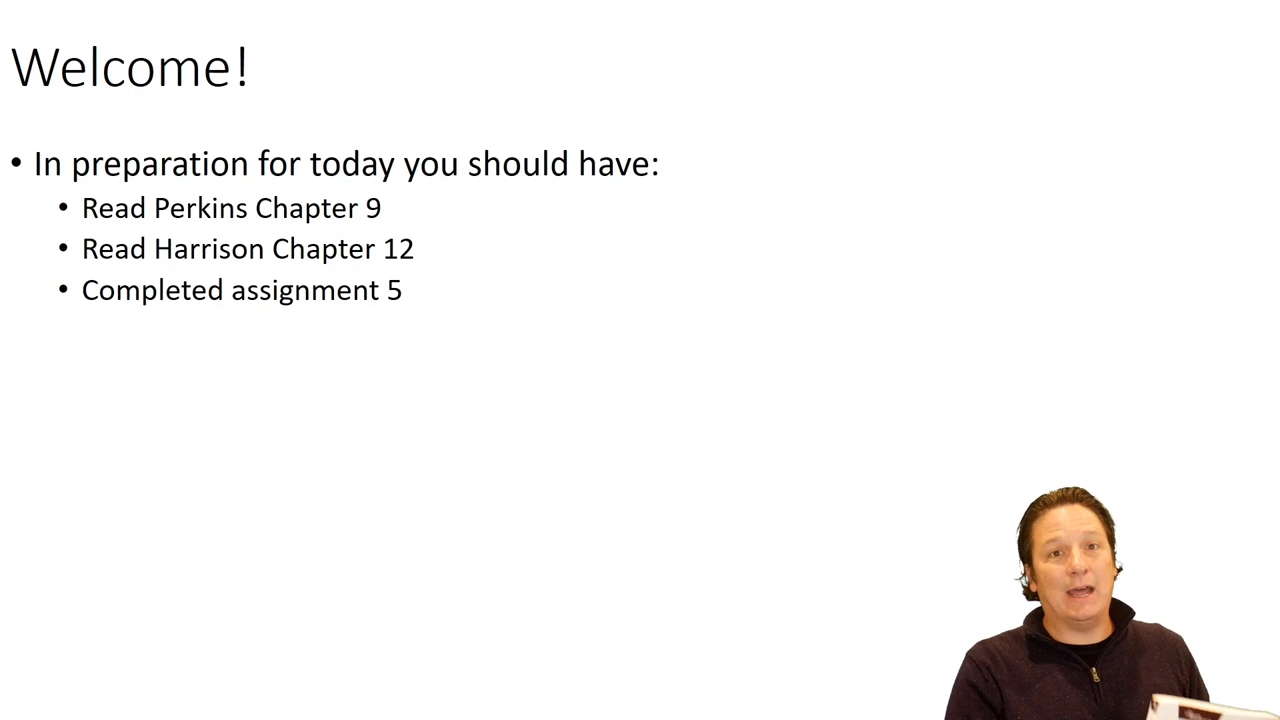 Welcome!
• In preparation for today you should have:
• Read Perkins Chapter 9
• Read Harrison Chapter 12
• Completed assignment 5